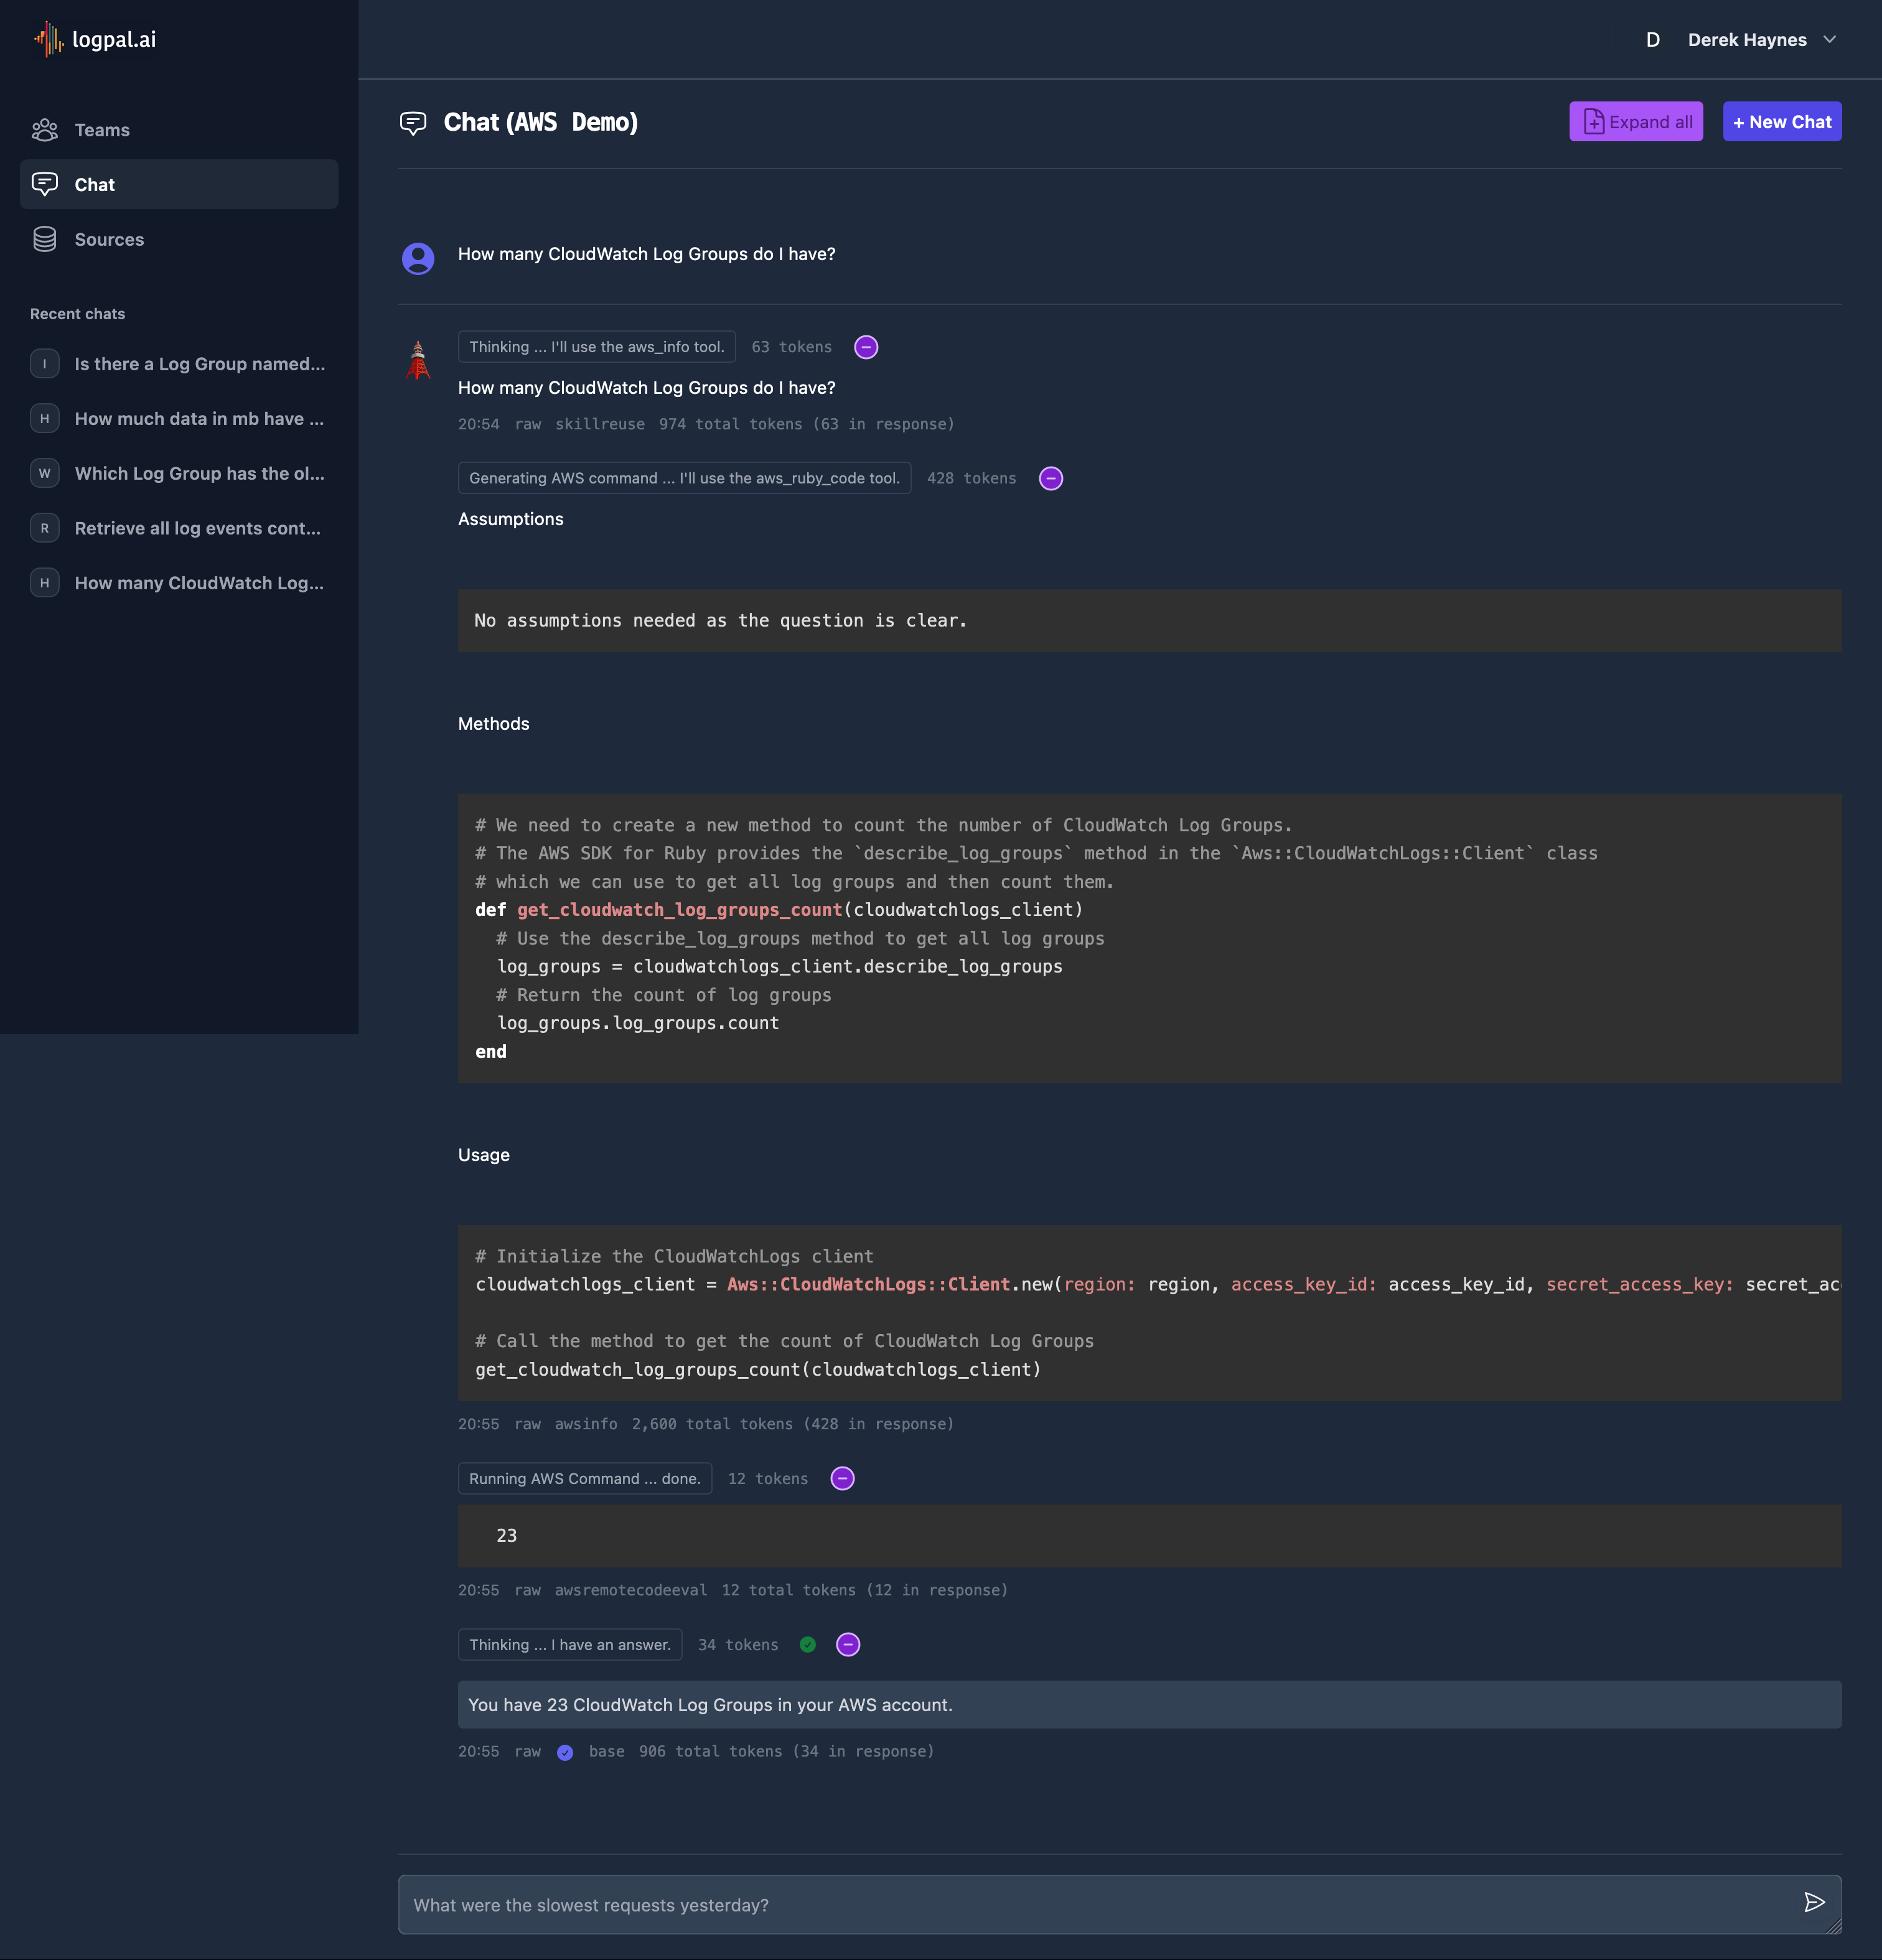 logpal.ai
D Derek Haynes
Teams
Chat
Sources
Recent chats
I Is there a Log Group named...
H How much data in mb have ...
W Which Log Group has the ol...
R Retrieve all log events cont...
H How many CloudWatch Log...
Chat (AWS Demo)
Expand all
+ New Chat
How many CloudWatch Log Groups do I have?
Thinking ... I'll use the aws_info tool. 63 tokens
How many CloudWatch Log Groups do I have?
20:54 raw skillreuse 974 total tokens (63 in response)
Generating AWS command ... I'll use the aws_ruby_code tool. 428 tokens
Assumptions
No assumptions needed as the question is clear.
Methods
# We need to create a new method to count the number of CloudWatch Log Groups.
# The AWS SDK for Ruby provides the `describe_log_groups` method in the `Aws::CloudWatchLogs::Client` class
# which we can use to get all log groups and then count them.
def get_cloudwatch_log_groups_count(cloudwatchlogs_client)
  # Use the describe_log_groups method to get all log groups
  log_groups = cloudwatchlogs_client.describe_log_groups
  # Return the count of log groups
  log_groups.log_groups.count
end
Usage
# Initialize the CloudWatchLogs client
cloudwatchlogs_client = Aws::CloudWatchLogs::Client.new(region: region, access_key_id: access_key_id, secret_access_key: secret_ac
# Call the method to get the count of CloudWatch Log Groups
get_cloudwatch_log_groups_count(cloudwatchlogs_client)
20:55 raw awsinfo 2,600 total tokens (428 in response)
Running AWS Command ... done. 12 tokens
23
20:55 raw awsremotecodeeval 12 total tokens (12 in response)
Thinking ... I have an answer. 34 tokens
You have 23 CloudWatch Log Groups in your AWS account.
20:55 raw base 906 total tokens (34 in response)
What were the slowest requests yesterday?